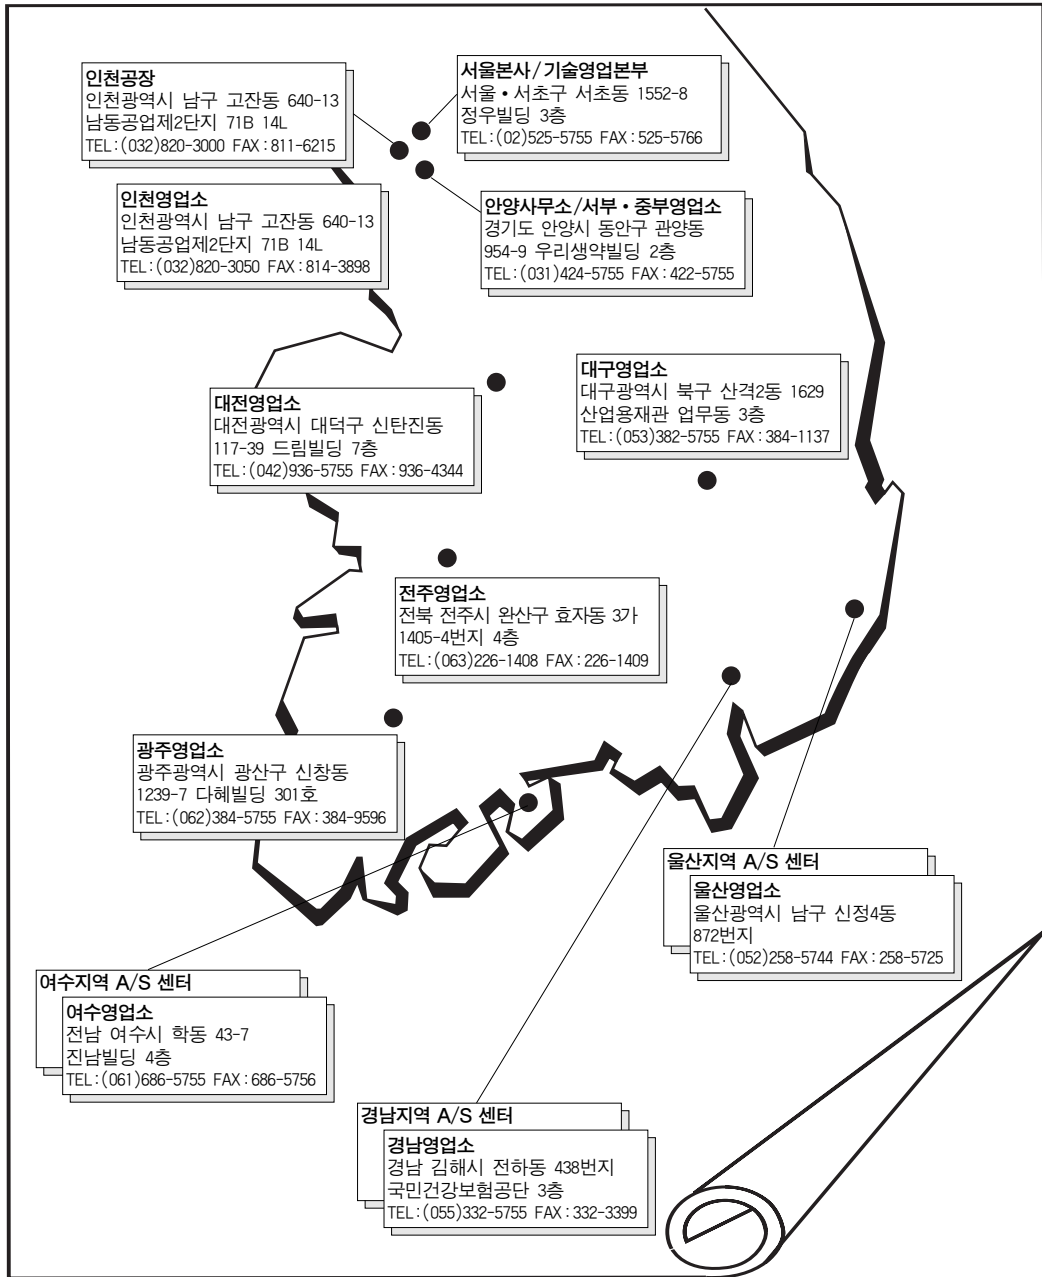 인천공장
인천광역시 남구 고잔동 640-13
남동공업제2단지 71B 14L
TEL:(032)820-3000 FAX:811-6215
서울본사/기술영업본부
서울•서초구 서초동 1552-8
정우빌딩 3층
TEL:(02)525-5755 FAX:525-5766
인천영업소
인천광역시 남구 고잔동 640-13
남동공업제2단지 71B 14L
TEL:(032)820-3050 FAX:814-3898
안양사무소/서부•중부영업소
경기도 안양시 동안구 관양동
954-9 우리생약빌딩 2층
TEL:(031)424-5755 FAX:422-5755
대구영업소
대구광역시 북구 산격2동 1629
산업용재관 업무동 3층
TEL:(053)382-5755 FAX:384-1137
대전영업소
대전광역시 대덕구 신탄진동
117-39 드림빌딩 7층
TEL:(042)936-5755 FAX:936-4344
전주영업소
전북 전주시 완산구 효자동 3가
1405-4번지 4층
TEL:(063)226-1408 FAX:226-1409
광주영업소
광주광역시 광산구 신창동
1239-7 다혜빌딩 301호
TEL:(062)384-5755 FAX:384-9596
울산지역 A/S 센터
울산영업소
울산광역시 남구 신정4동
872번지
TEL:(052)258-5744 FAX:258-5725
여수지역 A/S 센터
여수영업소
전남 여수시 학동 43-7
진남빌딩 4층
TEL:(061)686-5755 FAX:686-5756
경남지역 A/S 센터
경남영업소
경남 김해시 전하동 438번지
국민건강보험공단 3층
TEL:(055)332-5755 FAX:332-3399